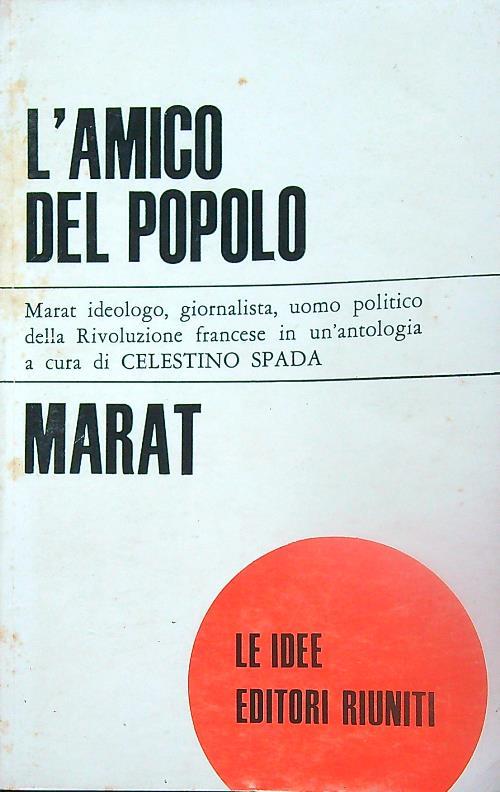 L'AMICO
DEL POPOLO
Marat ideologo, giornalista, uomo politico
della Rivoluzione francese in un'antologia
a cura di CELESTINO SPADA
MARAT
LE IDEE
EDITORI RIUNITI